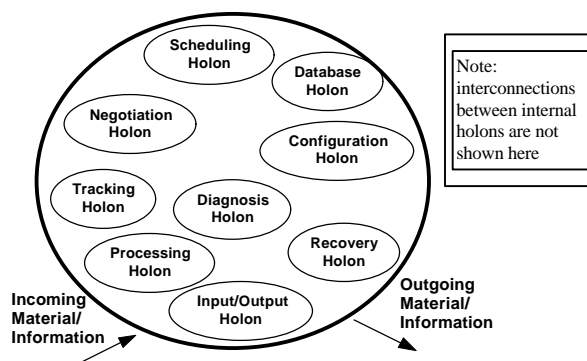 Scheduling
Holon
Database
Holon
Negotiation
Holon
Configuration
Holon
Tracking
Holon
Diagnosis
Holon
Processing
Holon
Recovery
Holon
Input/Output
Holon
Incoming
Material/
Information
Outgoing
Material/
Information
Note:
interconnections
between internal
holons are not
shown here